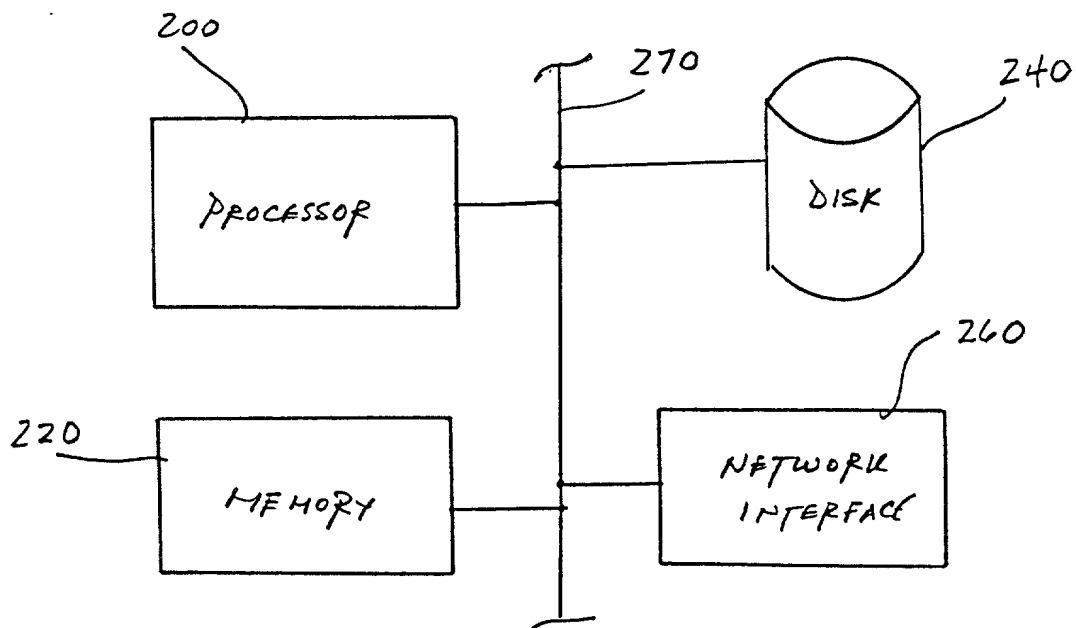 200
270
240
PROCESSOR
DISK
260
220
MEMORY
NETWORK
INTERFACE